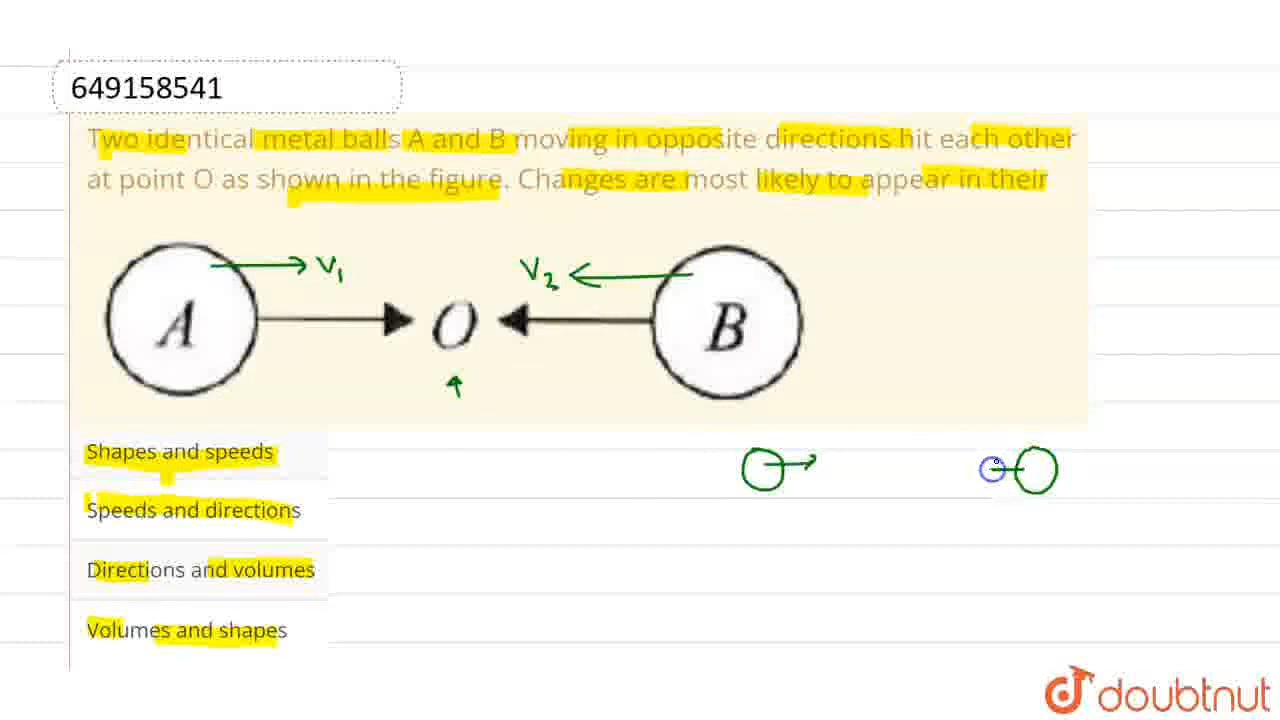 649158541
Two identical metal balls A and B moving in opposite directions hit each other
at point O as shown in the figure. Changes are most likely to appear in their
V1
V2
A
O
B
Shapes and speeds
Speeds and directions
Directions and volumes
Volumes and shapes
doubtnut